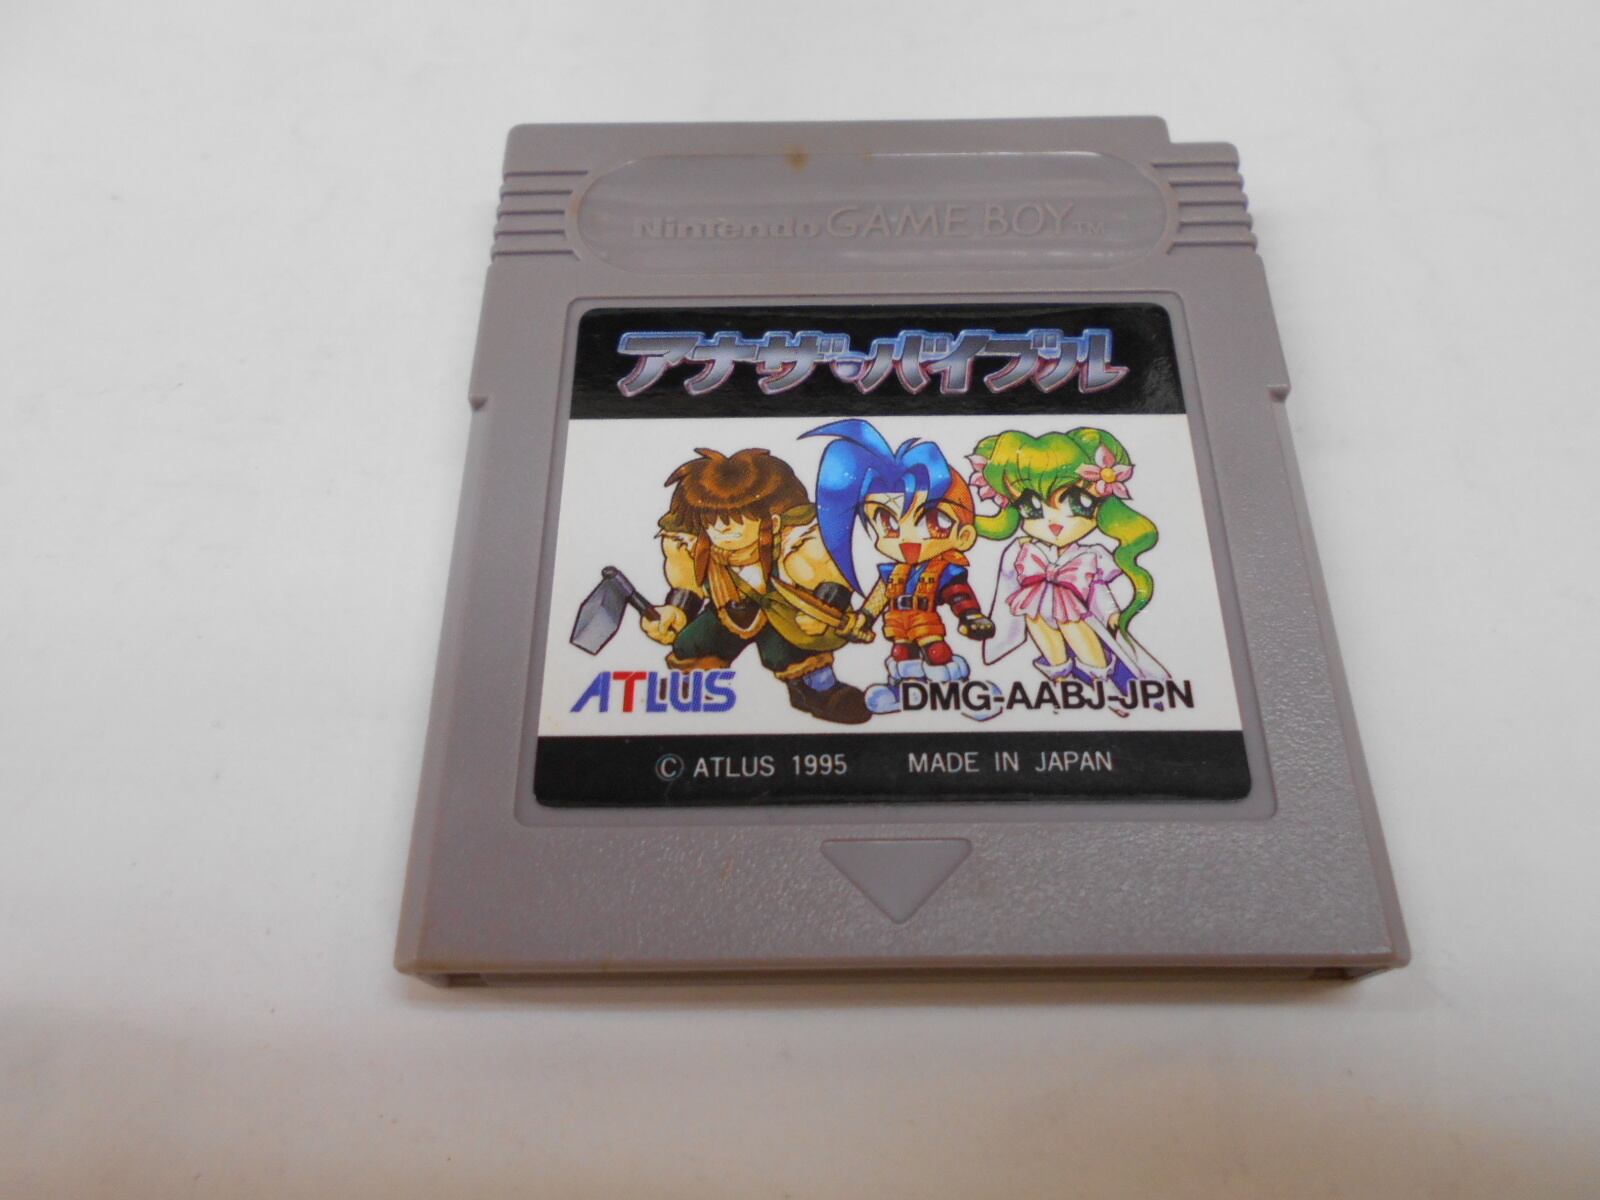 Nintendo GAME BOY TM
アナザ・バイブル
ATLUS
DMG-AABJ-JPN
© ATLUS 1995 MADE IN JAPAN